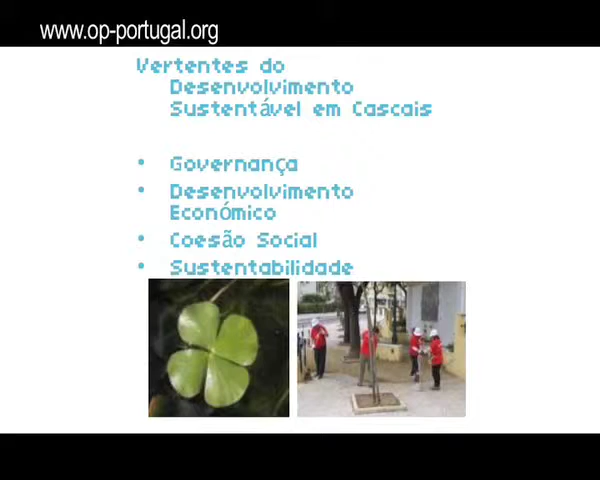 www.op-portugal.org
Vertentes do
Desenvolvimento
Sustentável em Cascais
• Governança
• Desenvolvimento
Económico
• Coesão Social
• Sustentabilidade